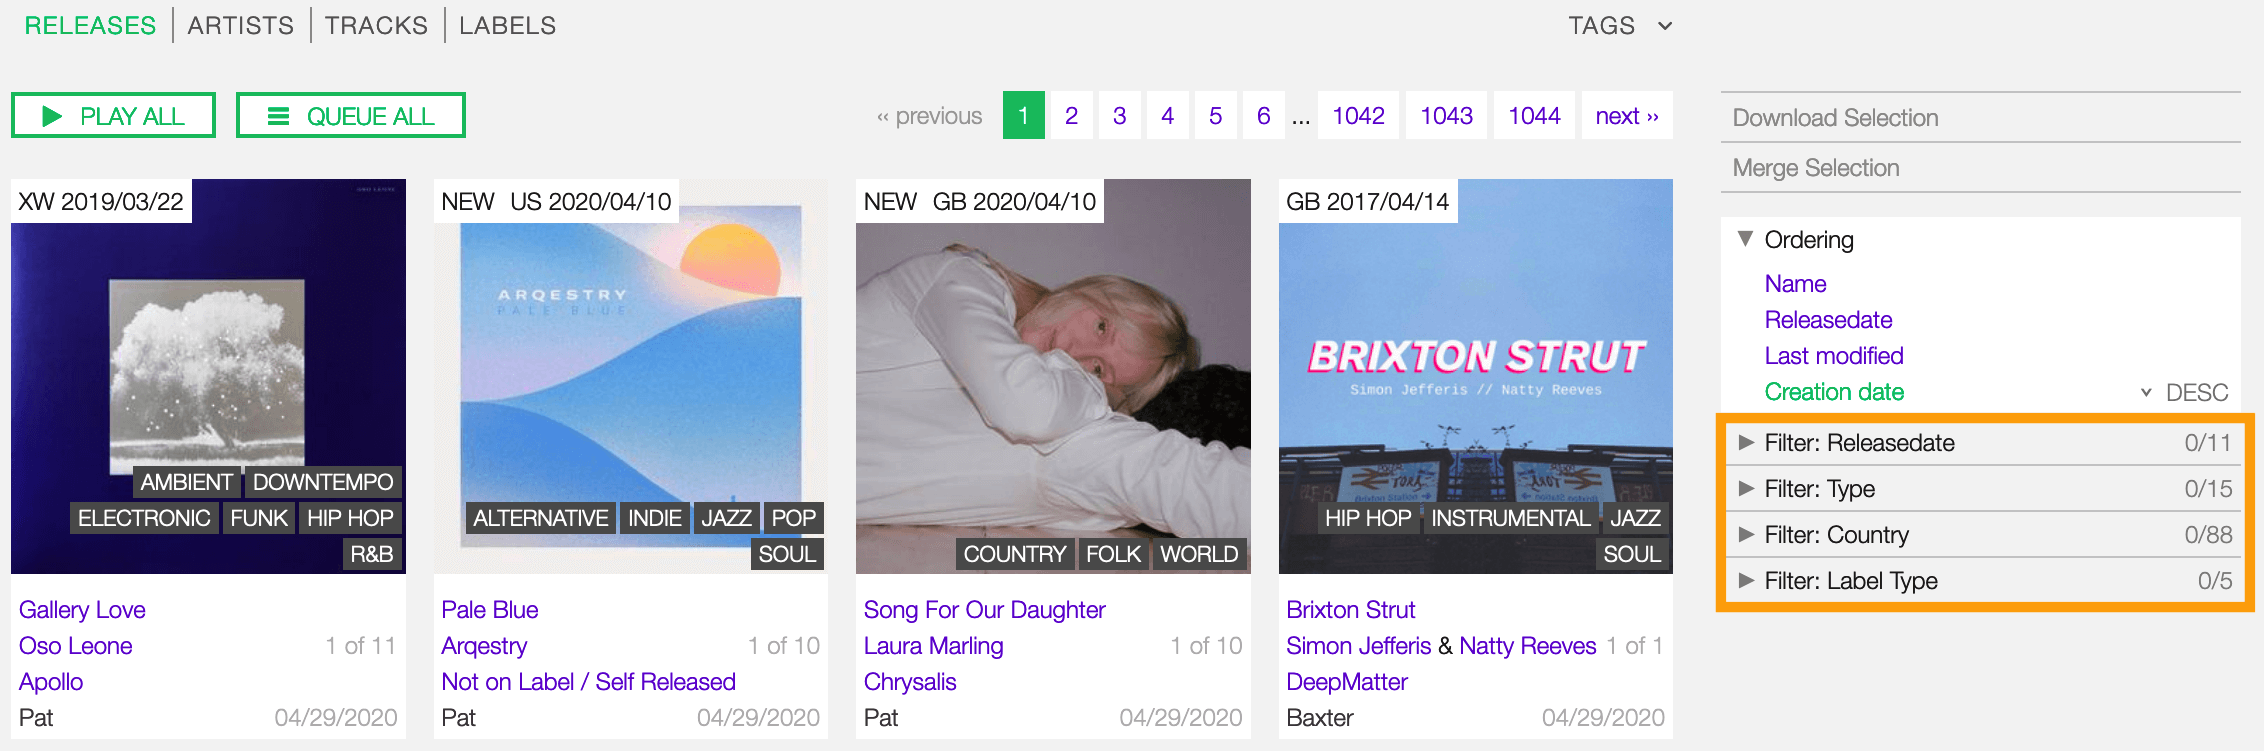 RELEASES ARTISTS TRACKS LABELS
TAGS
PLAY ALL QUEUE ALL
‹‹ previous 1 2 3 4 5 6 ... 1042 1043 1044 next ››
Download Selection
Merge Selection
XW 2019/03/22
AMBIENT DOWNTEMPO
ELECTRONIC FUNK HIP HOP
R&B
Gallery Love
Oso Leone 1 of 11
Apollo
Pat 04/29/2020
NEW US 2020/04/10
ARQESTRY
PALE BLUE
ALTERNATIVE INDIE JAZZ POP
SOUL
Pale Blue
Arqestry 1 of 10
Not on Label / Self Released
Pat 04/29/2020
NEW GB 2020/04/10
COUNTRY FOLK WORLD
Song For Our Daughter
Laura Marling 1 of 10
Chrysalis
Pat 04/29/2020
GB 2017/04/14
BRIXTON STRUT
Simon Jefferis // Natty Reeves
HIP HOP INSTRUMENTAL JAZZ
SOUL
Brixton Strut
Simon Jefferis & Natty Reeves 1 of 1
DeepMatter
Baxter 04/29/2020
Ordering
Name
Releasedate
Last modified
Creation date DESC
Filter: Releasedate 0/11
Filter: Type 0/15
Filter: Country 0/88
Filter: Label Type 0/5